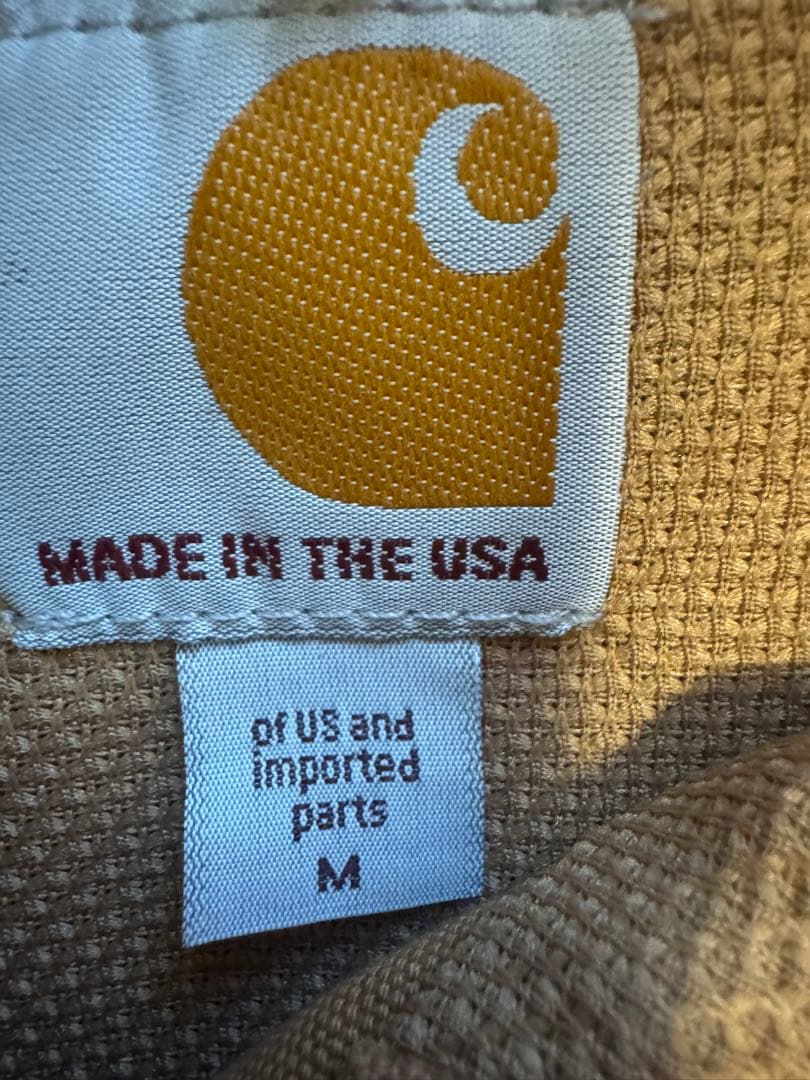 MADE IN THE USA
of US and
imported
parts
M